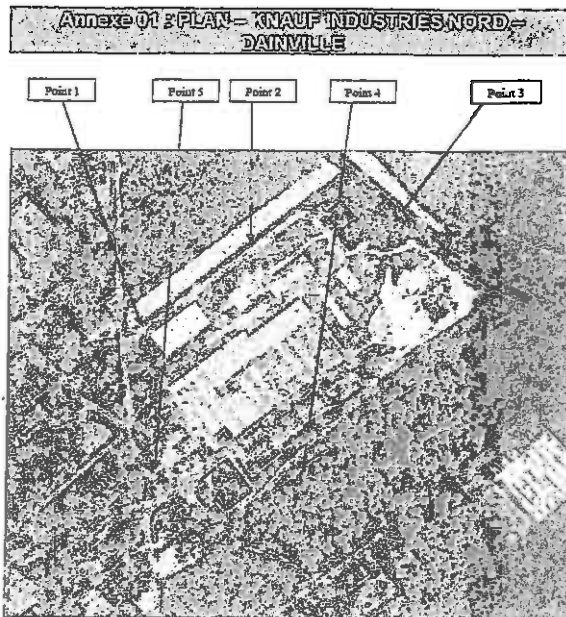 Annexe 01 : PLAN – KNAUF INDUSTRIES NORD –
DAINVILLE
Point 1
Point 5
Point 2
Point 4
Point 3